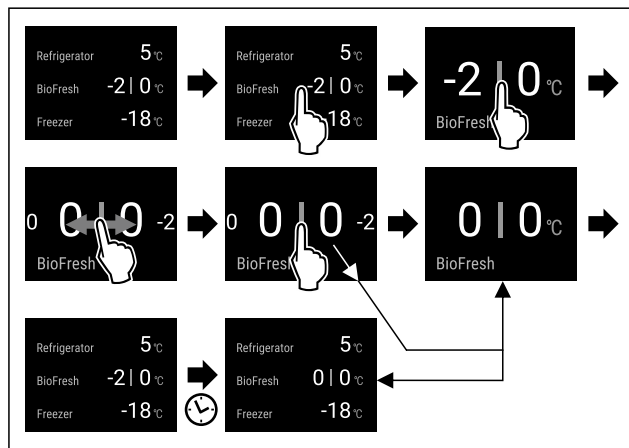 Refrigerator 5 °C
BioFresh -2 | 0 °C
Freezer -18 °C
Refrigerator 5 °C
BioFresh -2 | 0 °C
Freezer -18 °C
-2 | 0 °C
BioFresh
0 0 | 0 -2
BioFresh
0 0 | 0 -2
BioFresh
0 | 0 °C
BioFresh
Refrigerator 5 °C
BioFresh -2 | 0 °C
Freezer -18 °C
Refrigerator 5 °C
BioFresh 0 | 0 °C
Freezer -18 °C